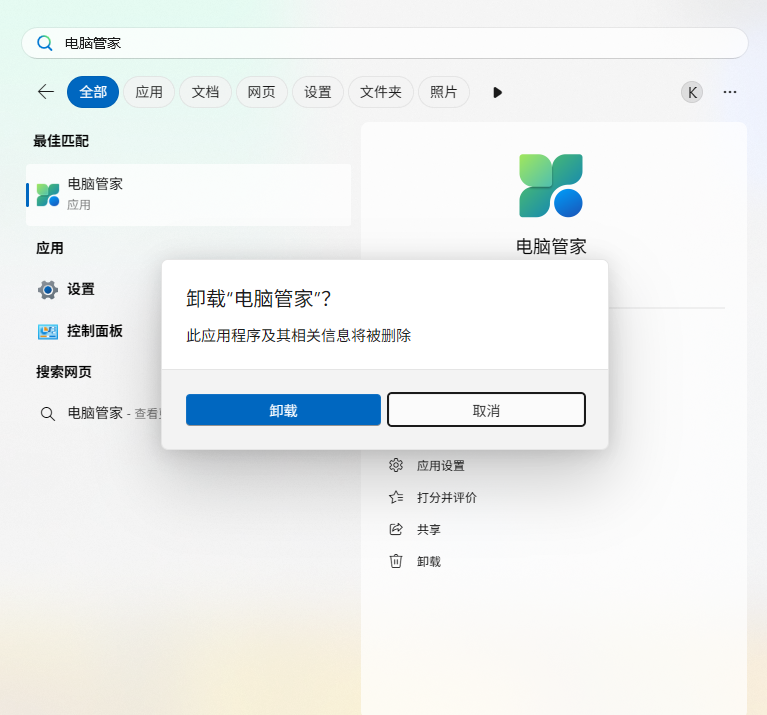 电脑管家
全部 应用 文档 网页 设置 文件夹 照片 K
最佳匹配
电脑管家
应用
应用
设置
控制面板
搜索网页
电脑管家 - 查看
电脑管家
卸载“电脑管家”？
此应用程序及其相关信息将被删除
卸载 取消
应用设置
打分并评价
共享
卸载